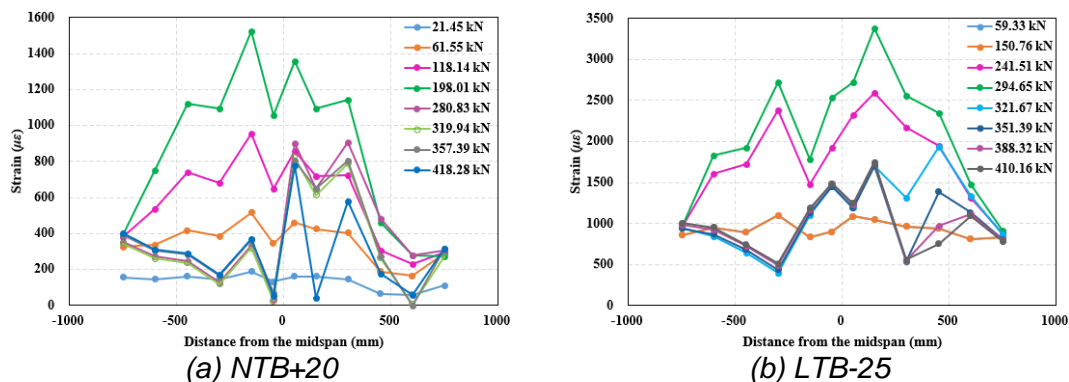 1600
1400
1200
1000
800
600
400
200
0
Strain (με)
-1000 -500 0 500 1000
Distance from the midspan (mm)
21.45 kN
61.55 kN
118.14 kN
198.01 kN
280.83 kN
319.94 kN
357.39 kN
418.28 kN
(a) NTB+20
3500
3000
2500
2000
1500
1000
500
0
Strain (με)
-1000 -500 0 500 1000
Distance from the midspan (mm)
59.33 kN
150.76 kN
241.51 kN
294.65 kN
321.67 kN
351.39 kN
388.32 kN
410.16 kN
(b) LTB-25